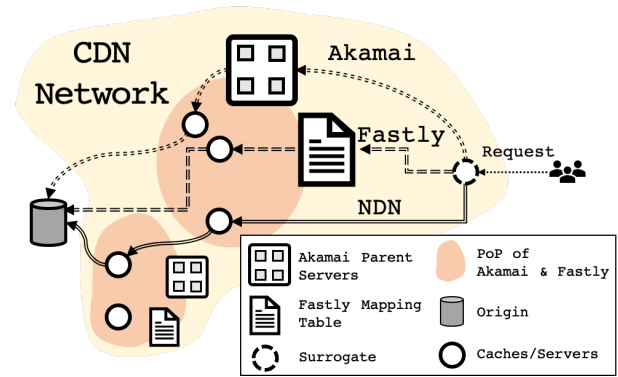 CDN
Network
Akamai
Fastly
Request
NDN
Akamai Parent
Servers
PoP of
Akamai & Fastly
Fastly Mapping
Table
Origin
Surrogate
Caches/Servers